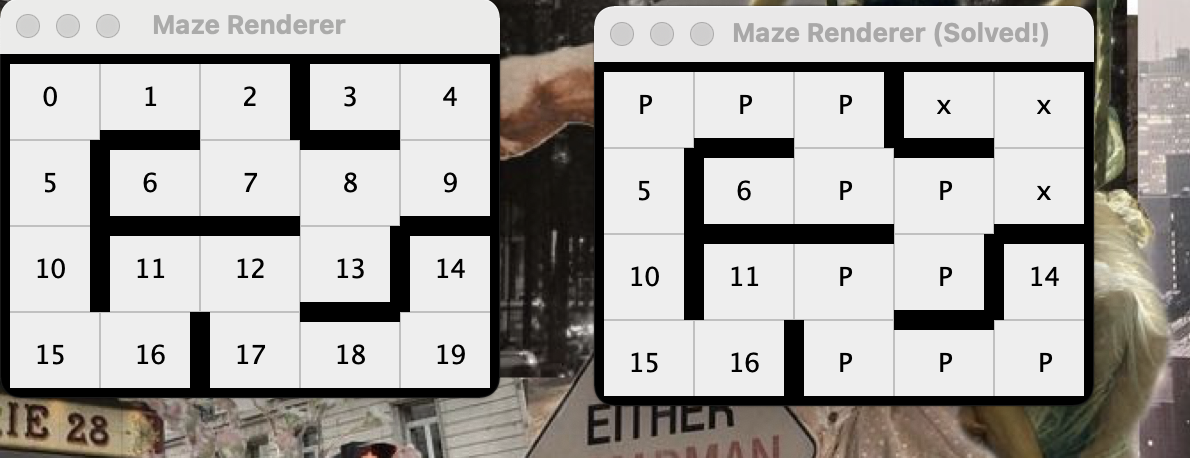 Maze Renderer
0 1 2 3 4
5 6 7 8 9
10 11 12 13 14
15 16 17 18 19
Maze Renderer (Solved!)
P P P x x
5 6 P P x
10 11 P P 14
15 16 P P P
IE 28
EITHER